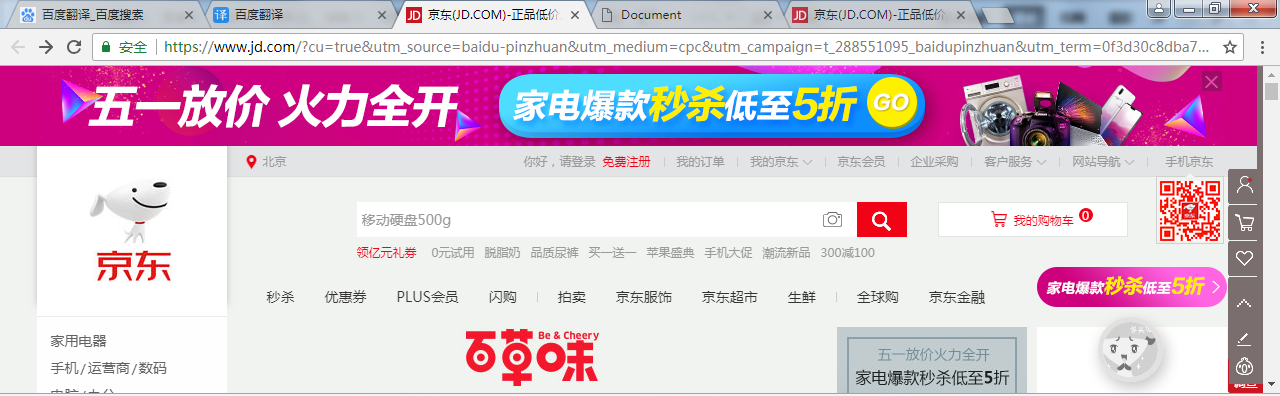 百度翻译_百度搜索
百度翻译
京东(JD.COM)-正品低价
Document
京东(JD.COM)-正品低价
安全 https://www.jd.com/?cu=true&utm_source=baidu-pinzhuan&utm_medium=cpc&utm_campaign=t_288551095_baidupinzhuan&utm_term=0f3d30c8dba7...
五一放价 火力全开 家电爆款秒杀低至5折 GO
北京 你好，请登录 免费注册 我的订单 我的京东 京东会员 企业采购 客户服务 网站导航 手机京东
京东
移动硬盘500g 我的购物车 0
领亿元礼券 0元试用 脱脂奶 品质尿裤 买一送一 苹果盛典 手机大促 潮流新品 300减100
秒杀 优惠券 PLUS会员 闪购 拍卖 京东服饰 京东超市 生鲜 全球购 京东金融
家电爆款秒杀低至5折
家用电器
手机/运营商/数码
电脑/办公
百草味 Be & Cheery
五一放价火力全开
家电爆款秒杀低至5折